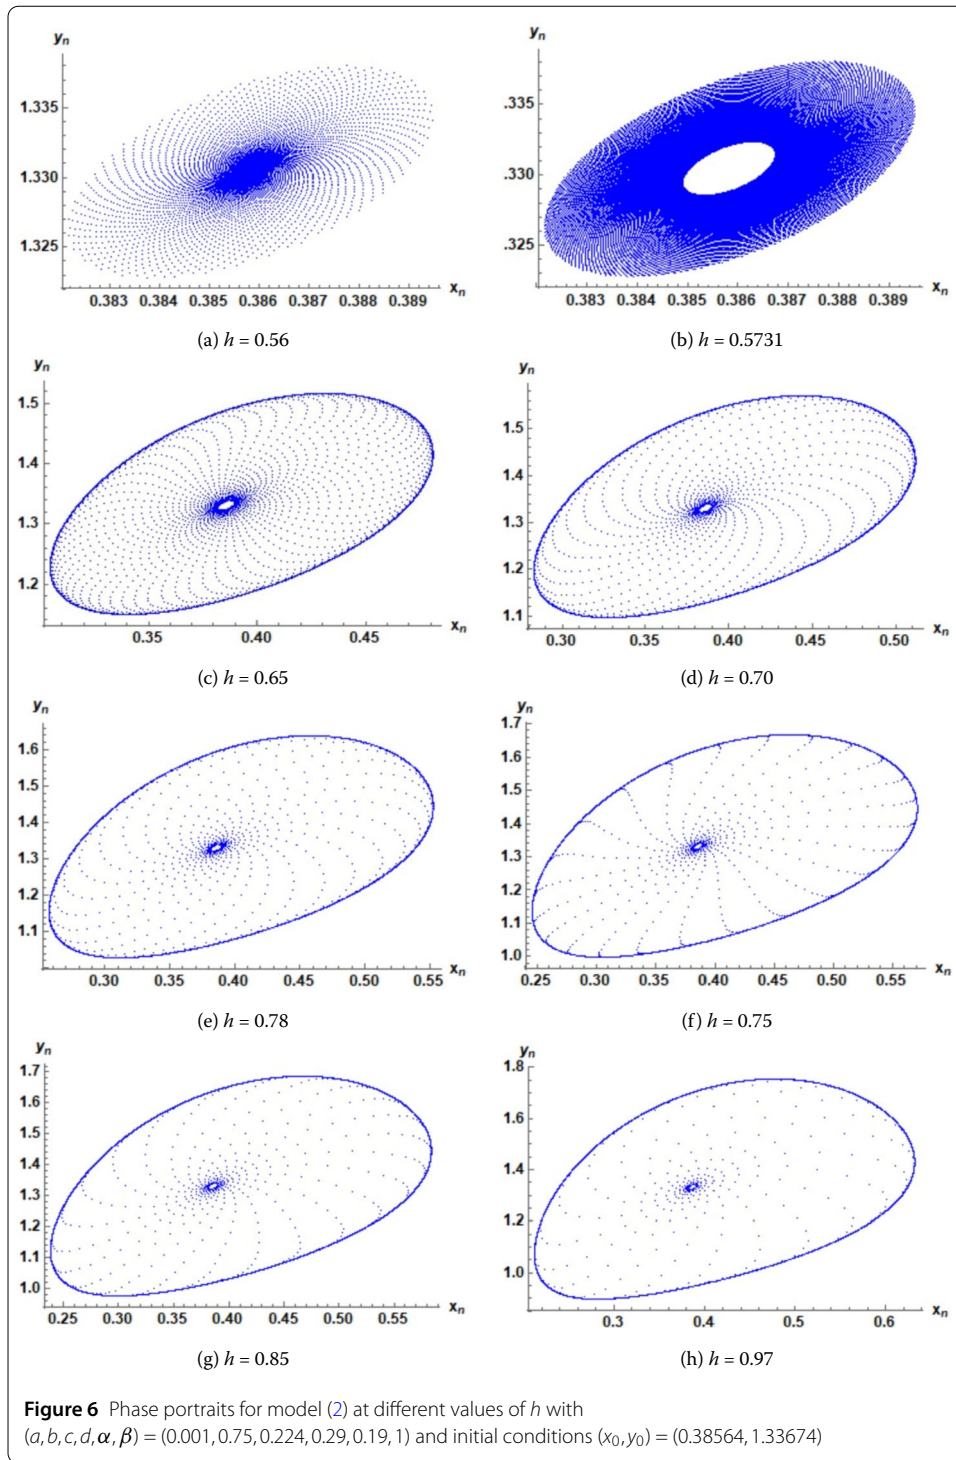 yₙ
yₙ
1.335
1.330
1.325
.335
.330
.325
xₙ
xₙ
0.383 0.384 0.385 0.386 0.387 0.388 0.389
0.383 0.384 0.385 0.386 0.387 0.388 0.389
(a) h = 0.56
(b) h = 0.5731
yₙ
yₙ
1.5
1.4
1.3
1.2
1.5
1.4
1.3
1.2
1.1
xₙ
xₙ
0.35 0.40 0.45
0.30 0.35 0.40 0.45 0.50
(c) h = 0.65
(d) h = 0.70
yₙ
yₙ
1.6
1.5
1.4
1.3
1.2
1.1
1.7
1.6
1.5
1.4
1.3
1.2
1.1
1.0
xₙ
xₙ
0.30 0.35 0.40 0.45 0.50 0.55
0.25 0.30 0.35 0.40 0.45 0.50 0.55
(e) h = 0.78
(f) h = 0.75
yₙ
yₙ
1.7
1.6
1.5
1.4
1.3
1.2
1.1
1.0
1.8
1.6
1.4
1.2
1.0
xₙ
xₙ
0.25 0.30 0.35 0.40 0.45 0.50 0.55
0.3 0.4 0.5 0.6
(g) h = 0.85
(h) h = 0.97
Figure 6 Phase portraits for model (2) at different values of h with
(a, b, c, d, α, β) = (0.001, 0.75, 0.224, 0.29, 0.19, 1) and initial conditions (x₀, y₀) = (0.38564, 1.33674)